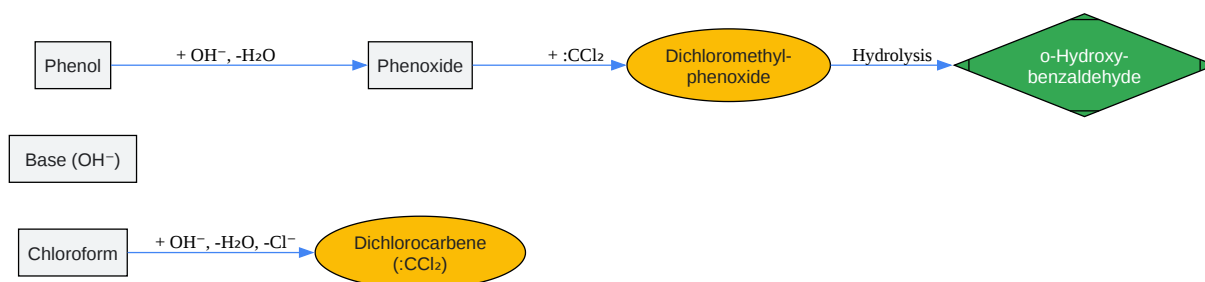 Phenol
+ OH⁻, -H₂O
Phenoxide
+ :CCl₂
Dichloromethyl-
phenoxide
Hydrolysis
o-Hydroxy-
benzaldehyde
Base (OH⁻)
Chloroform
+ OH⁻, -H₂O, -Cl⁻
Dichlorocarbene
(:CCl₂)